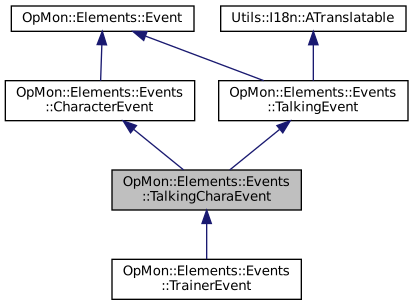 OpMon::Elements::Event
Utils::I18n::ATranslatable
OpMon::Elements::Events
::CharacterEvent
OpMon::Elements::Events
::TalkingEvent
OpMon::Elements::Events
::TalkingCharaEvent
OpMon::Elements::Events
::TrainerEvent